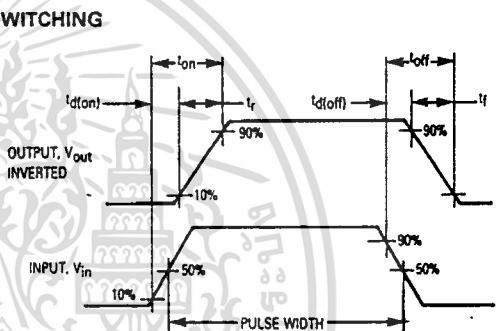 WITCHING
ton
toff
td(on)
tr
td(off)
tf
90%
90%
OUTPUT, Vout
INVERTED
10%
90%
INPUT, Vin
50%
50%
10%
PULSE WIDTH